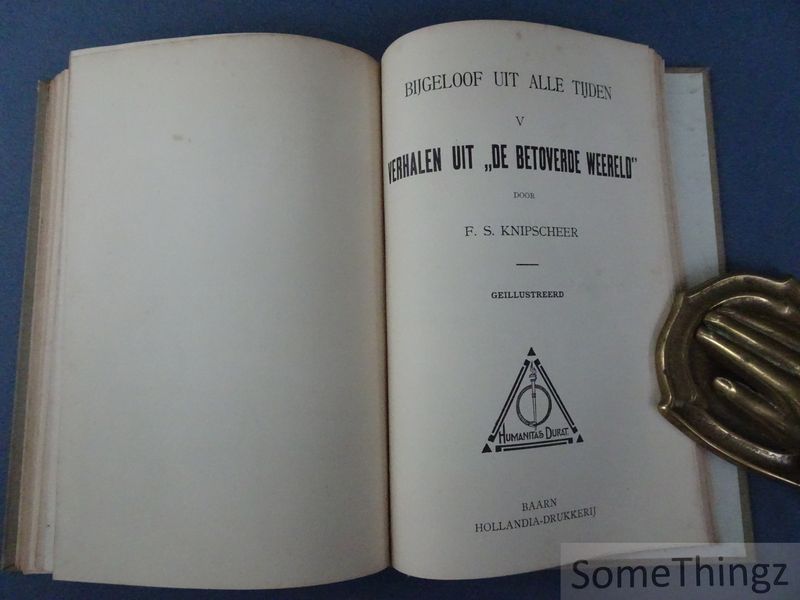 BIJGELOOF UIT ALLE TIJDEN
V
VERHALEN UIT „DE BETOVERDE WEERELD"
DOOR
F. S. KNIPSCHEER
GEILLUSTREERD
HUMANITAS DURAT
BAARN
HOLLANDIA-DRUKKERIJ
SomeThingz